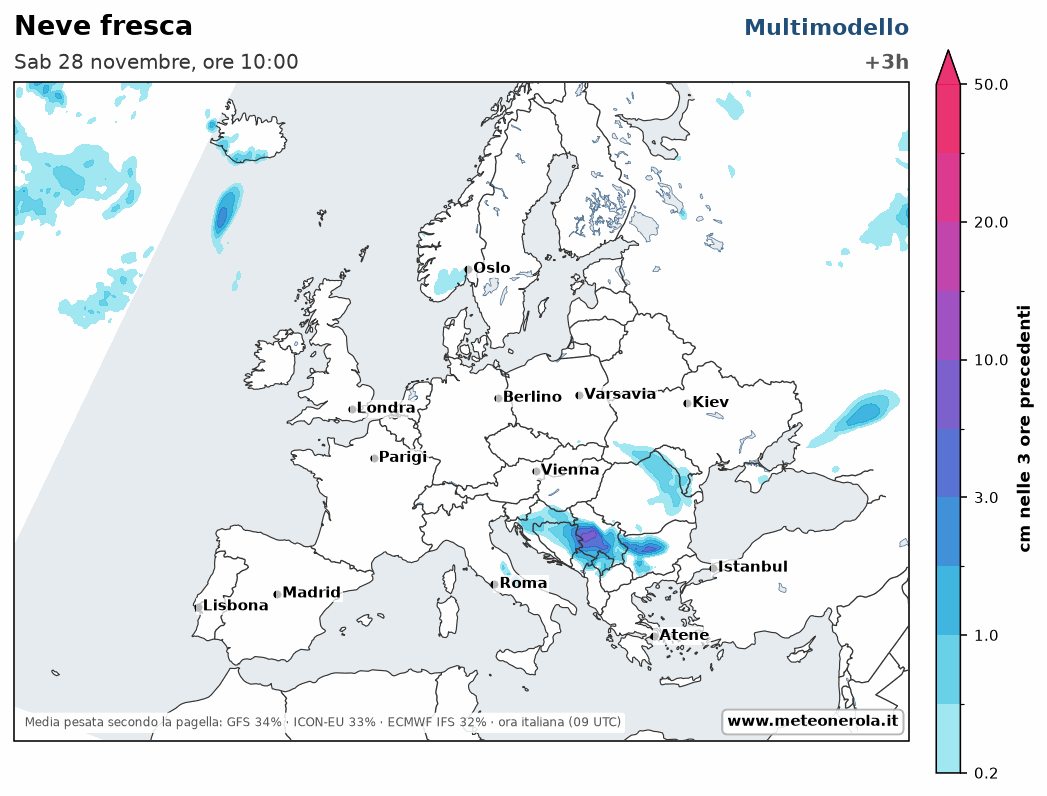 Neve fresca
Multimodello
Sab 28 novembre, ore 10:00
+3h
50.0
20.0
10.0
3.0
1.0
0.2
cm nelle 3 ore precedenti
Oslo
Berlino
Varsavia
Kiev
Londra
Parigi
Vienna
Istanbul
Roma
Madrid
Lisbona
Atene
Media pesata secondo la pagella: GFS 34% · ICON-EU 33% · ECMWF IFS 32% · ora italiana (09 UTC)
www.meteonerola.it